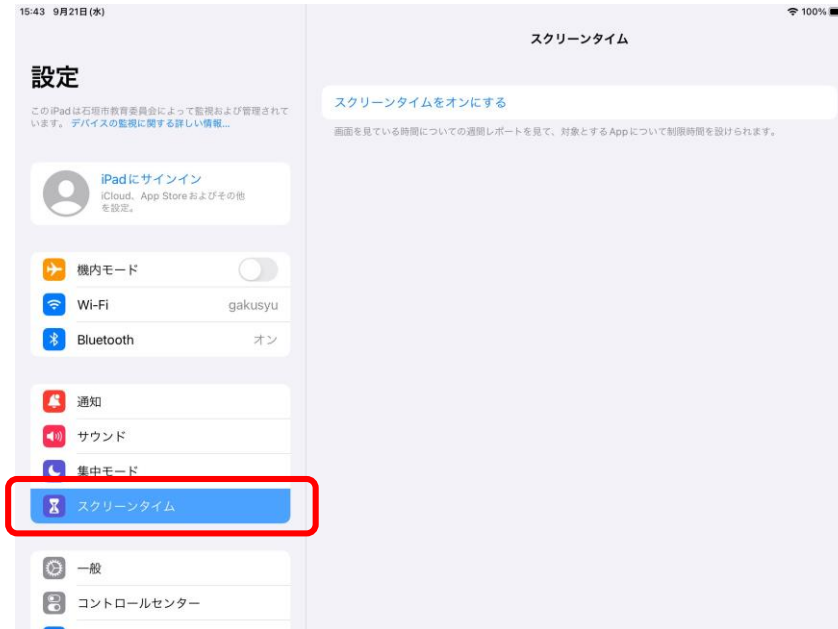 15:43 9月21日(水)
100%
スクリーンタイム
設定
このiPadは石垣市教育委員会によって監視および管理されて
います。デバイスの監視に関する詳しい情報...
スクリーンタイムをオンにする
画面を見ている時間についての週間レポートを見て、対象とするAppについて制限時間を設けられます。
iPadにサインイン
iCloud、App Storeおよびその他
を設定。
機内モード
Wi-Fi gakusyu
Bluetooth オン
通知
サウンド
集中モード
スクリーンタイム
一般
コントロールセンター